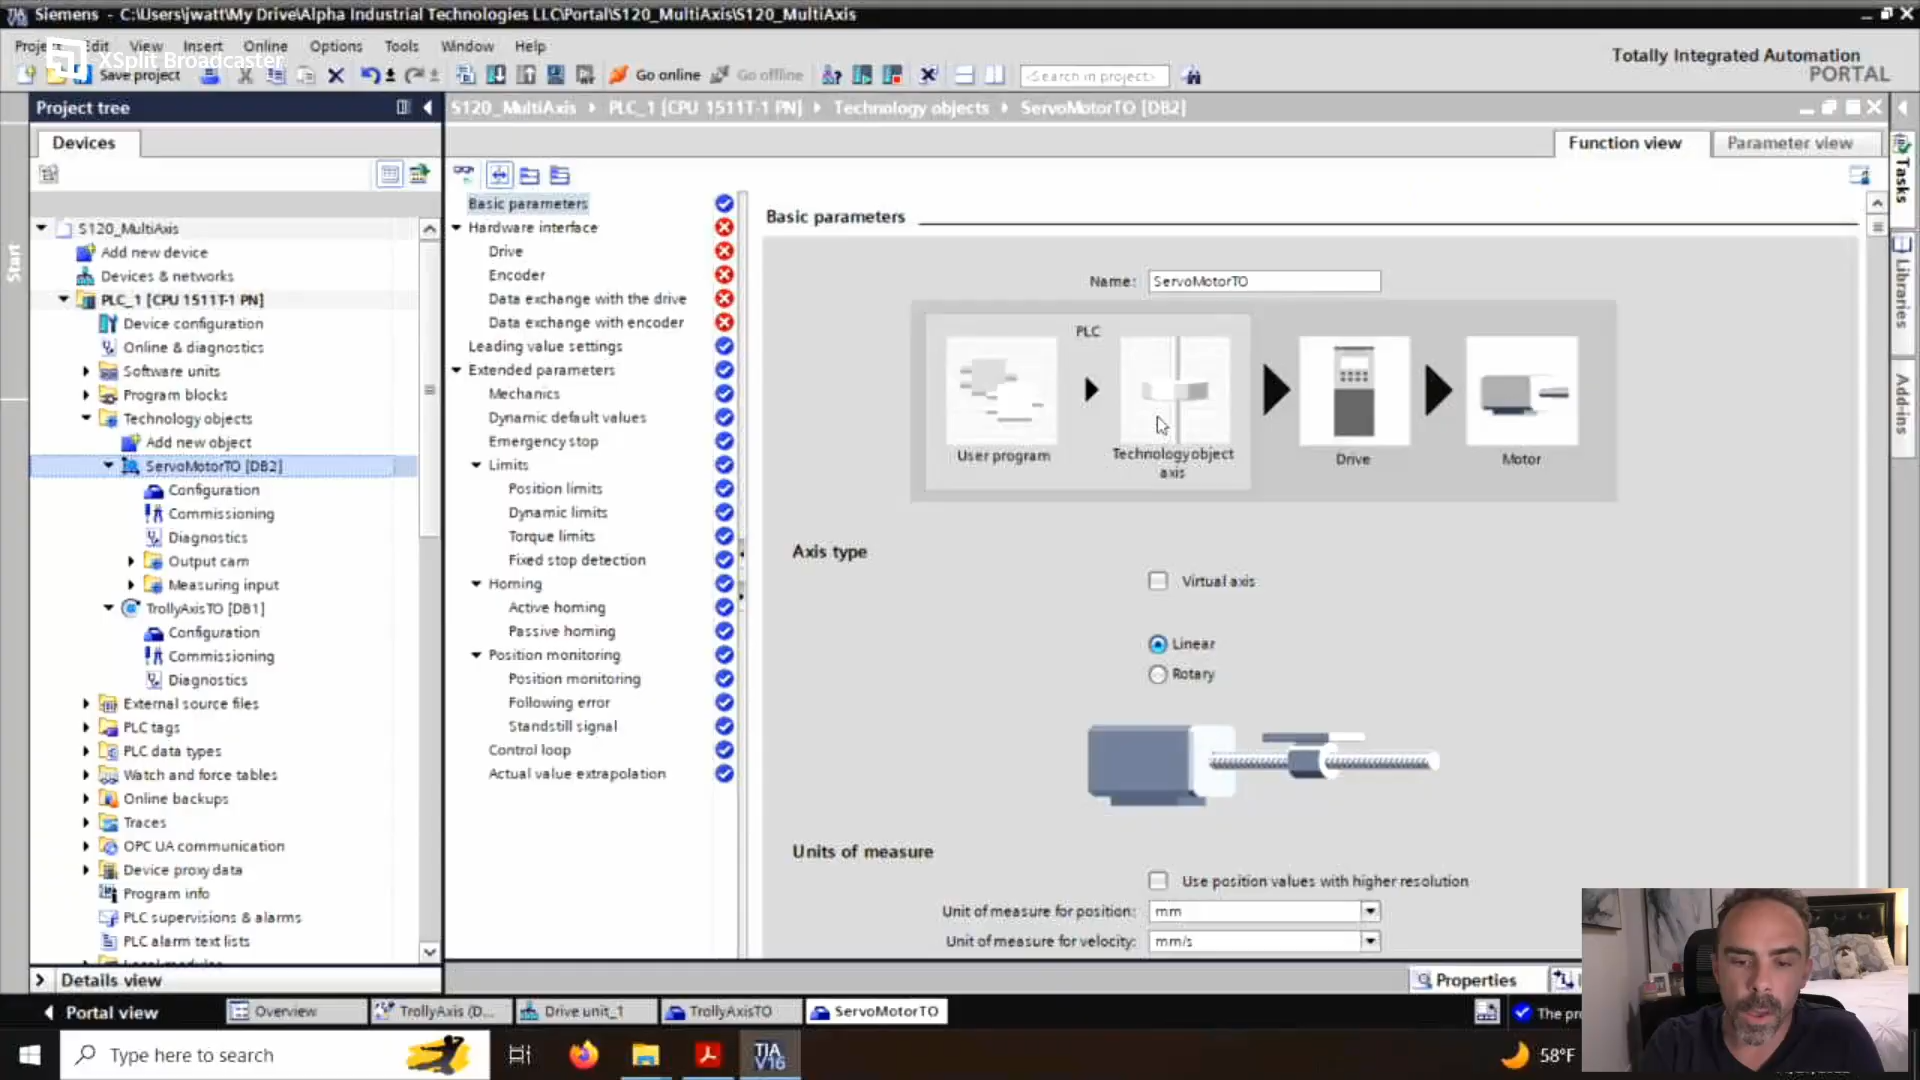 Siemens - C:\Users\jwatt\My Drive\Alpha Industrial Technologies LLC\Portal\S120_MultiAxis\S120_MultiAxis
Edit View Insert Online Options Tools Window Help
XSplit Broadcaster
Totally Integrated Automation
PORTAL
Save project
Go online
Go offline
<Search in project>
Project tree
S120_MultiAxis
PLC_1 [CPU 1511T-1 PN]
Technology objects
ServoMotorTO [DB2]
Devices
Function view
Parameter view
Start
Tasks
Libraries
Add-ins
S120_MultiAxis
Add new device
Devices & networks
PLC_1 [CPU 1511T-1 PN]
Device configuration
Online & diagnostics
Software units
Program blocks
Technology objects
Add new object
ServoMotorTO [DB2]
Configuration
Commissioning
Diagnostics
Output cam
Measuring input
TrollyAxisTO [DB1]
Configuration
Commissioning
Diagnostics
External source files
PLC tags
PLC data types
Watch and force tables
Online backups
Traces
OPC UA communication
Device proxy data
Program info
PLC supervisions & alarms
PLC alarm text lists
Details view
Basic parameters
Hardware interface
Drive
Encoder
Data exchange with the drive
Data exchange with encoder
Leading value settings
Extended parameters
Mechanics
Dynamic default values
Emergency stop
Limits
Position limits
Dynamic limits
Torque limits
Fixed stop detection
Homing
Active homing
Passive homing
Position monitoring
Position monitoring
Following error
Standstill signal
Control loop
Actual value extrapolation
Basic parameters
Name: ServoMotorTO
PLC
User program
Technology object
axis
Drive
Motor
Axis type
Virtual axis
Linear
Rotary
Units of measure
Use position values with higher resolution
Unit of measure for position: mm
Unit of measure for velocity: mm/s
Properties
Portal view
Overview
TrollyAxis (D...
Drive unit_1
TrollyAxisTO
ServoMotorTO
The pr
Type here to search
TIA
V16
58°F